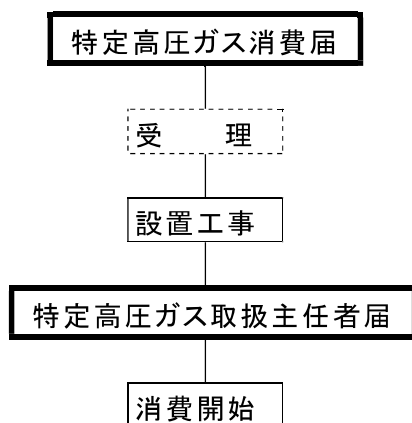 特定高圧ガス消費届
受　　理
設置工事
特定高圧ガス取扱主任者届
消費開始